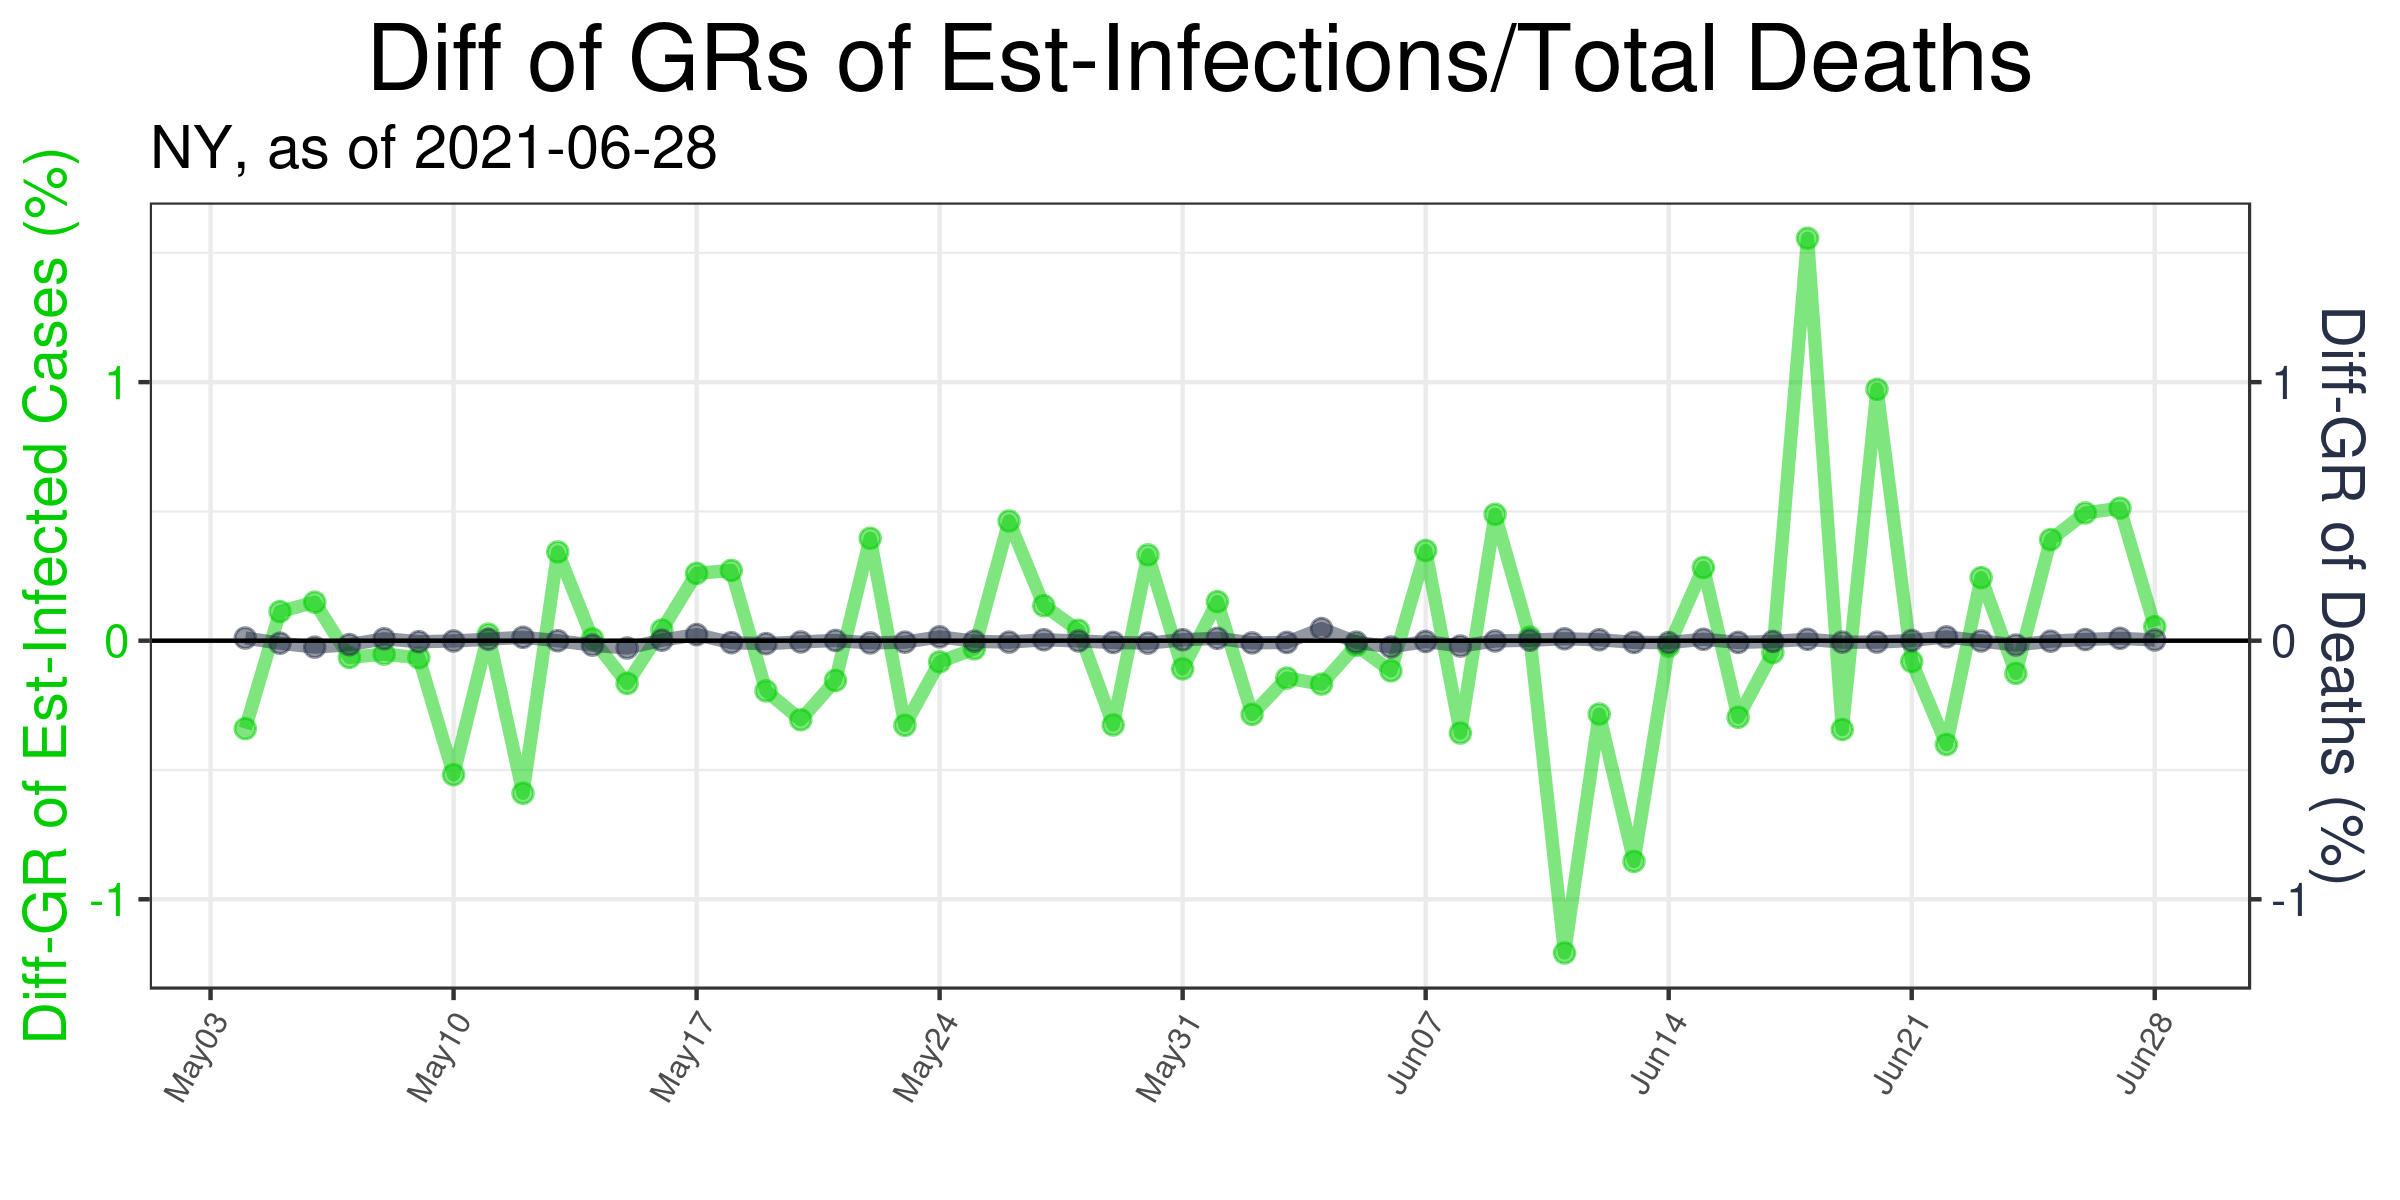 Diff of GRs of Est-Infections/Total Deaths
NY, as of 2021-06-28
Diff-GR of Est-Infected Cases (%)
1
0
-1
1
0
-1
Diff-GR of Deaths (%)
May03
May10
May17
May24
May31
Jun07
Jun14
Jun21
Jun28